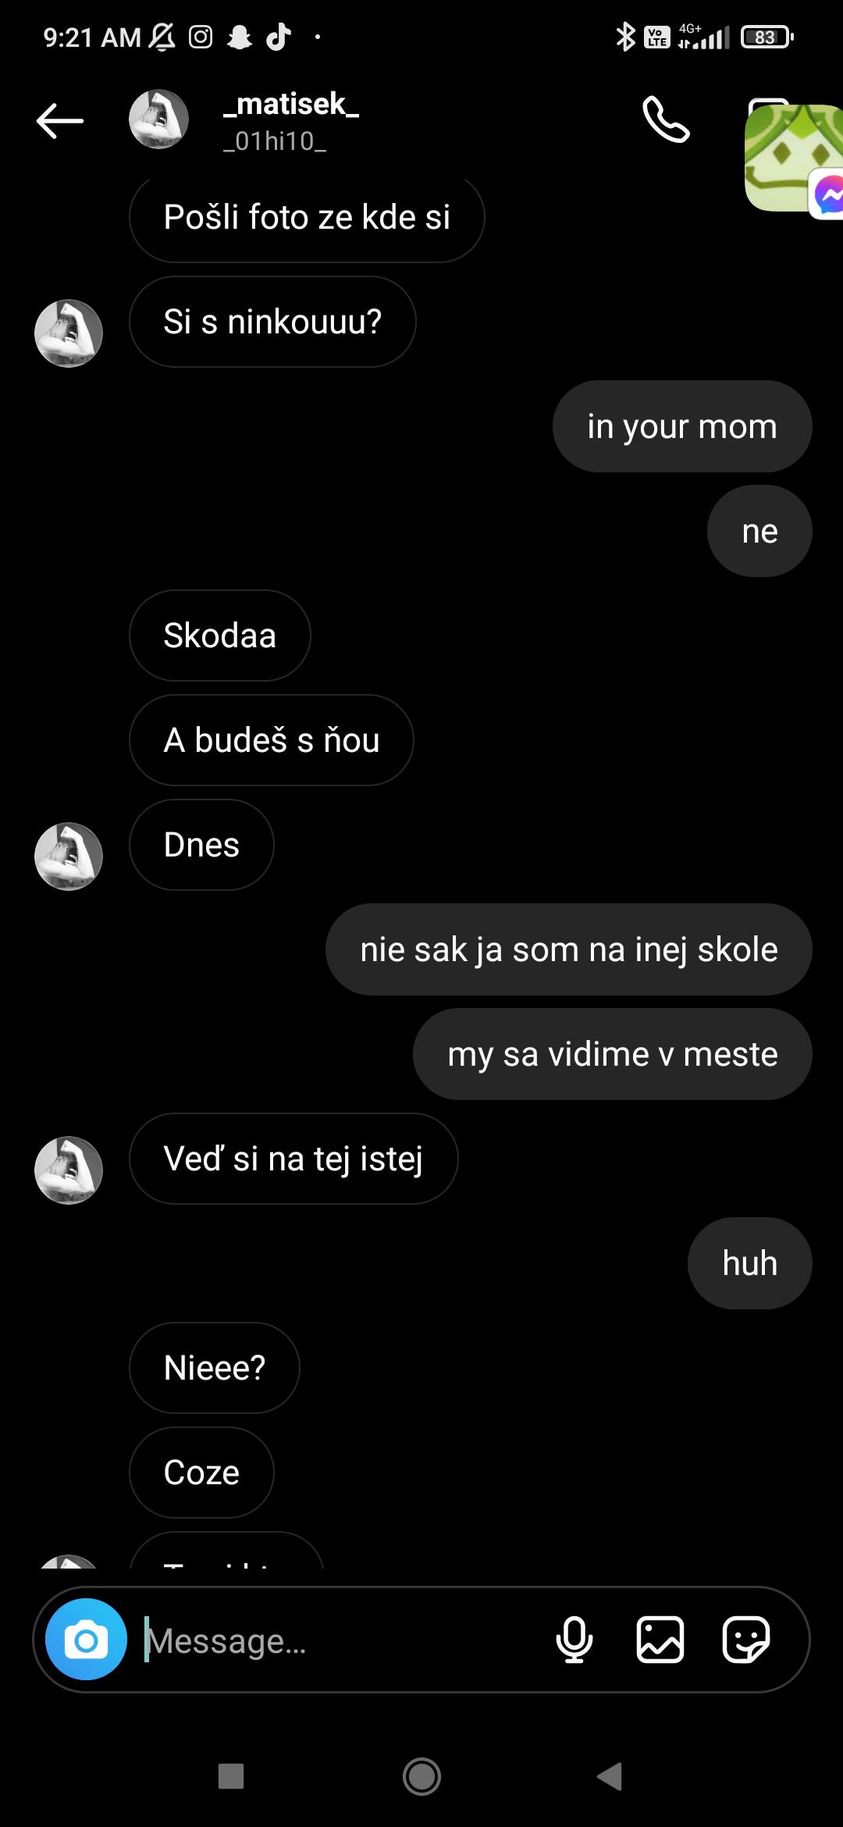 9:21 AM
Vo LTE 4G+ 83
_matisek_
_01hi10_
Pošli foto ze kde si
Si s ninkouuu?
in your mom
ne
Skodaa
A budeš s ňou
Dnes
nie sak ja som na inej skole
my sa vidime v meste
Veď si na tej istej
huh
Nieee?
Coze
Message…